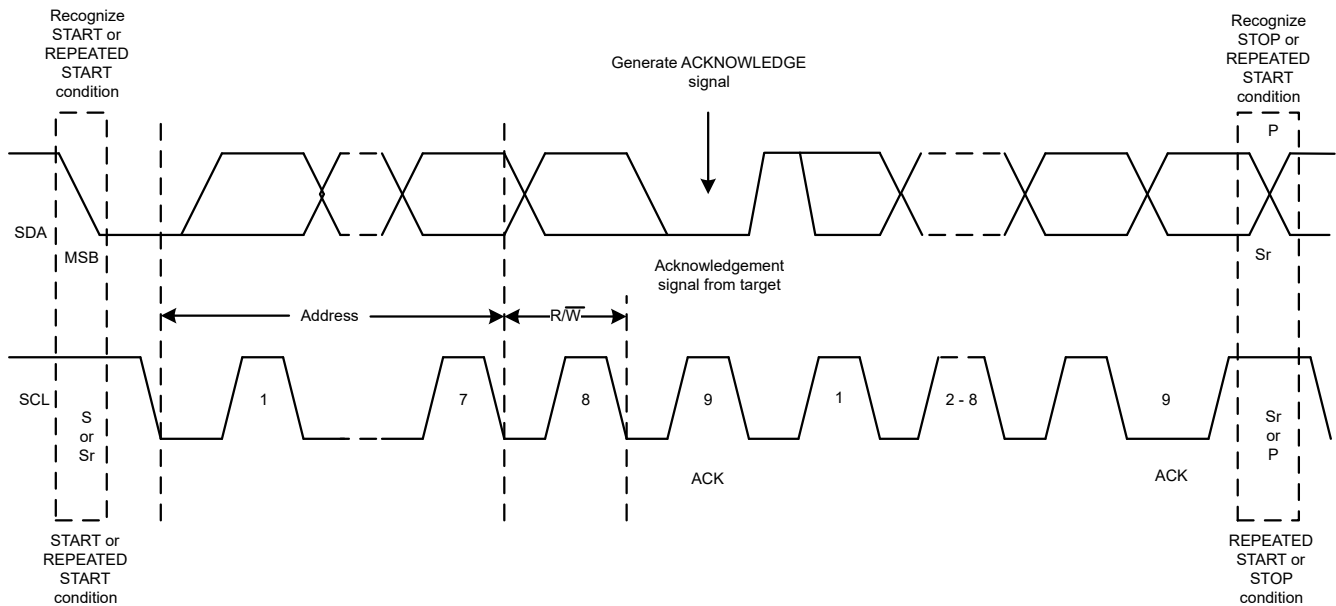 Recognize
START or
REPEATED
START
condition
Generate ACKNOWLEDGE
signal
Recognize
STOP or
REPEATED
START
condition
P
SDA
MSB
Acknowledgement
signal from target
Sr
Address
R/W̅
SCL
S
or
Sr
1
7
8
9
1
2 - 8
9
Sr
or
P
ACK
ACK
START or
REPEATED
START
condition
REPEATED
START or
STOP
condition